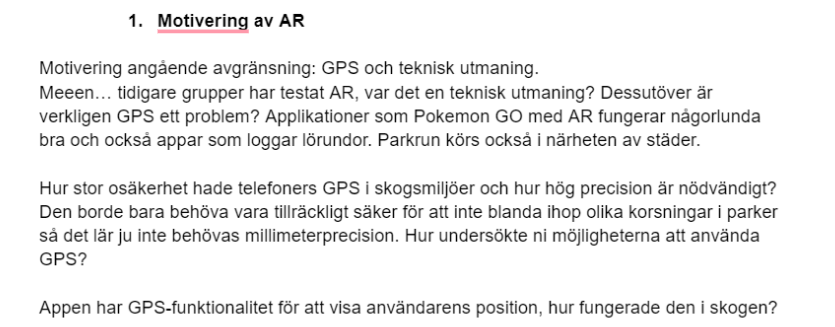 1. Motivering av AR
Motivering angående avgränsning: GPS och teknisk utmaning.
Meeen... tidigare grupper har testat AR, var det en teknisk utmaning? Dessutöver är
verkligen GPS ett problem? Applikationer som Pokemon GO med AR fungerar någorlunda
bra och också appar som loggar lörundor. Parkrun körs också i närheten av städer.
Hur stor osäkerhet hade telefoners GPS i skogsmiljöer och hur hög precision är nödvändigt?
Den borde bara behöva vara tillräckligt säker för att inte blanda ihop olika korsningar i parker
så det lär ju inte behövas millimeterprecision. Hur undersökte ni möjligheterna att använda
GPS?
Appen har GPS-funktionalitet för att visa användarens position, hur fungerade den i skogen?